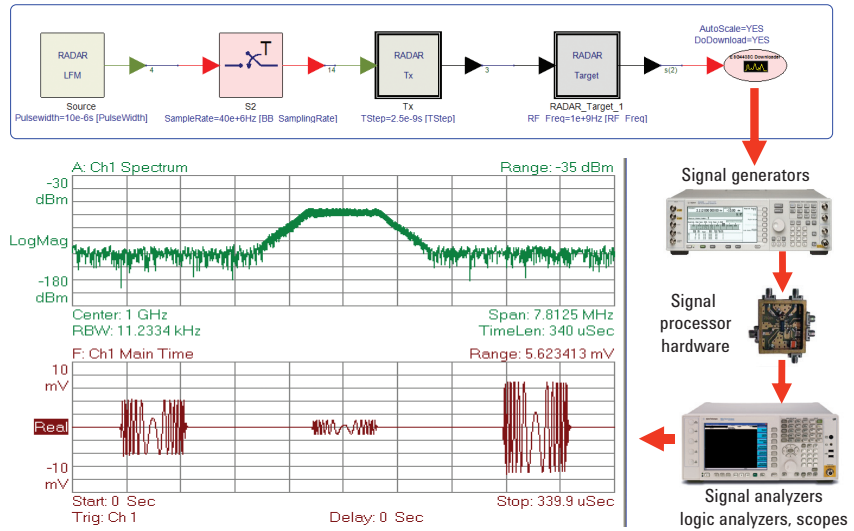 AutoScale=YES
DoDownload=YES
RADAR
LFM
T
RADAR
Tx
RADAR
Target
4
14
3
s(2)
Source
S2
Tx
RADAR_Target_1
Pulsewidth=10e-6s [PulseWidth]
SampleRate=40e+6Hz [BB_SamplingRate]
TStep=2.5e-9s [TStep]
RF_Freq=1e+9Hz [RF_Freq]
A: Ch1 Spectrum
Range: -35 dBm
-30
dBm
LogMag
-180
dBm
Center: 1 GHz
Span: 7.8125 MHz
RBW: 11.2334 kHz
TimeLen: 340 uSec
F: Ch1 Main Time
Range: 5.623413 mV
10
mV
Real
-10
mV
Start: 0 Sec
Stop: 339.9 uSec
Trig: Ch 1
Delay: 0 Sec
Signal generators
Signal
processor
hardware
Signal analyzers
logic analyzers, scopes